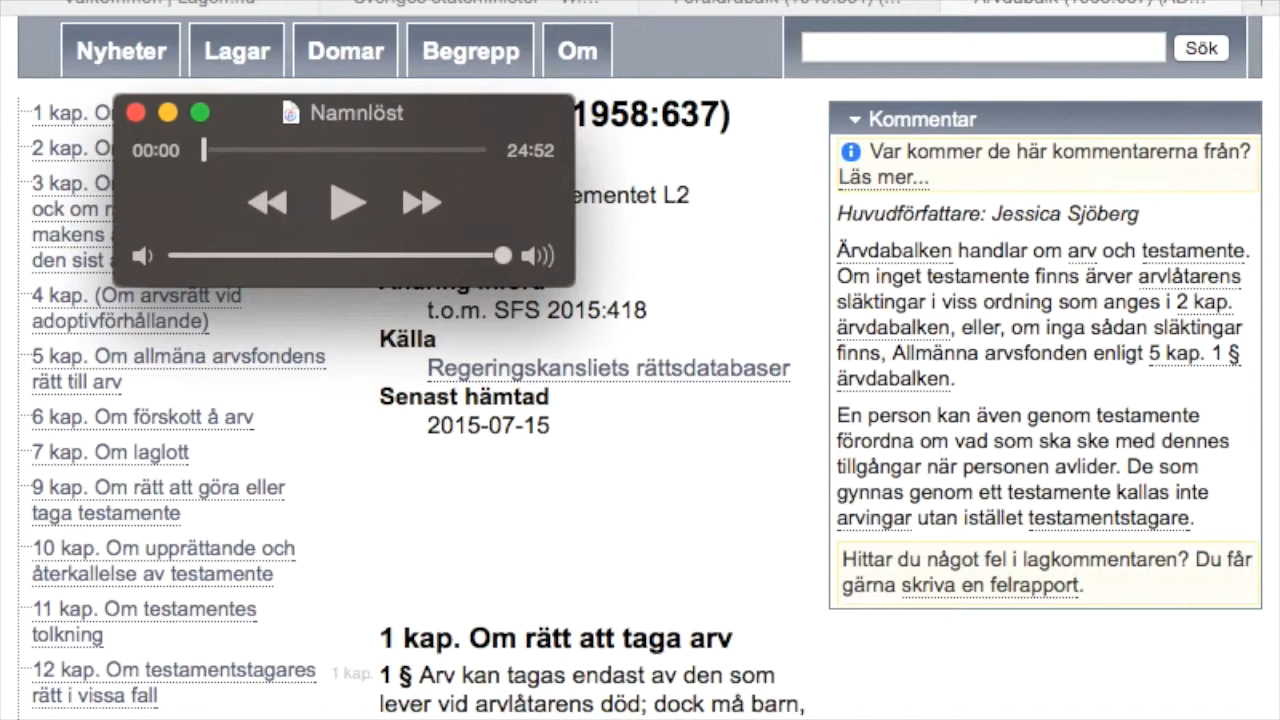 Nyheter Lagar Domar Begrepp Om Sök
1 kap.
2 kap.
3 kap.
ock om
makens
den sist
4 kap. (Om arvsrätt vid
adoptivförhållande)
5 kap. Om allmäna arvsfondens
rätt till arv
6 kap. Om förskott å arv
7 kap. Om laglott
9 kap. Om rätt att göra eller
taga testamente
10 kap. Om upprättande och
återkallelse av testamente
11 kap. Om testamentes
tolkning
12 kap. Om testamentstagares
rätt i vissa fall
Namnlöst
00:00 24:52
1958:637)
L2
t.o.m. SFS 2015:418
Källa
Regeringskansliets rättsdatabaser
Senast hämtad
2015-07-15
1 kap. Om rätt att taga arv
1 kap.
1 § Arv kan tagas endast av den som
lever vid arvlåtarens död; dock må barn,
Kommentar
Var kommer de här kommentarerna från?
Läs mer...
Huvudförfattare: Jessica Sjöberg
Ärvdabalken handlar om arv och testamente.
Om inget testamente finns ärver arvlåtarens
släktingar i viss ordning som anges i 2 kap.
ärvdabalken, eller, om inga sådan släktingar
finns, Allmänna arvsfonden enligt 5 kap. 1 §
ärvdabalken.
En person kan även genom testamente
förordna om vad som ska ske med dennes
tillgångar när personen avlider. De som
gynnas genom ett testamente kallas inte
arvingar utan istället testamentstagare.
Hittar du något fel i lagkommentaren? Du får
gärna skriva en felrapport.